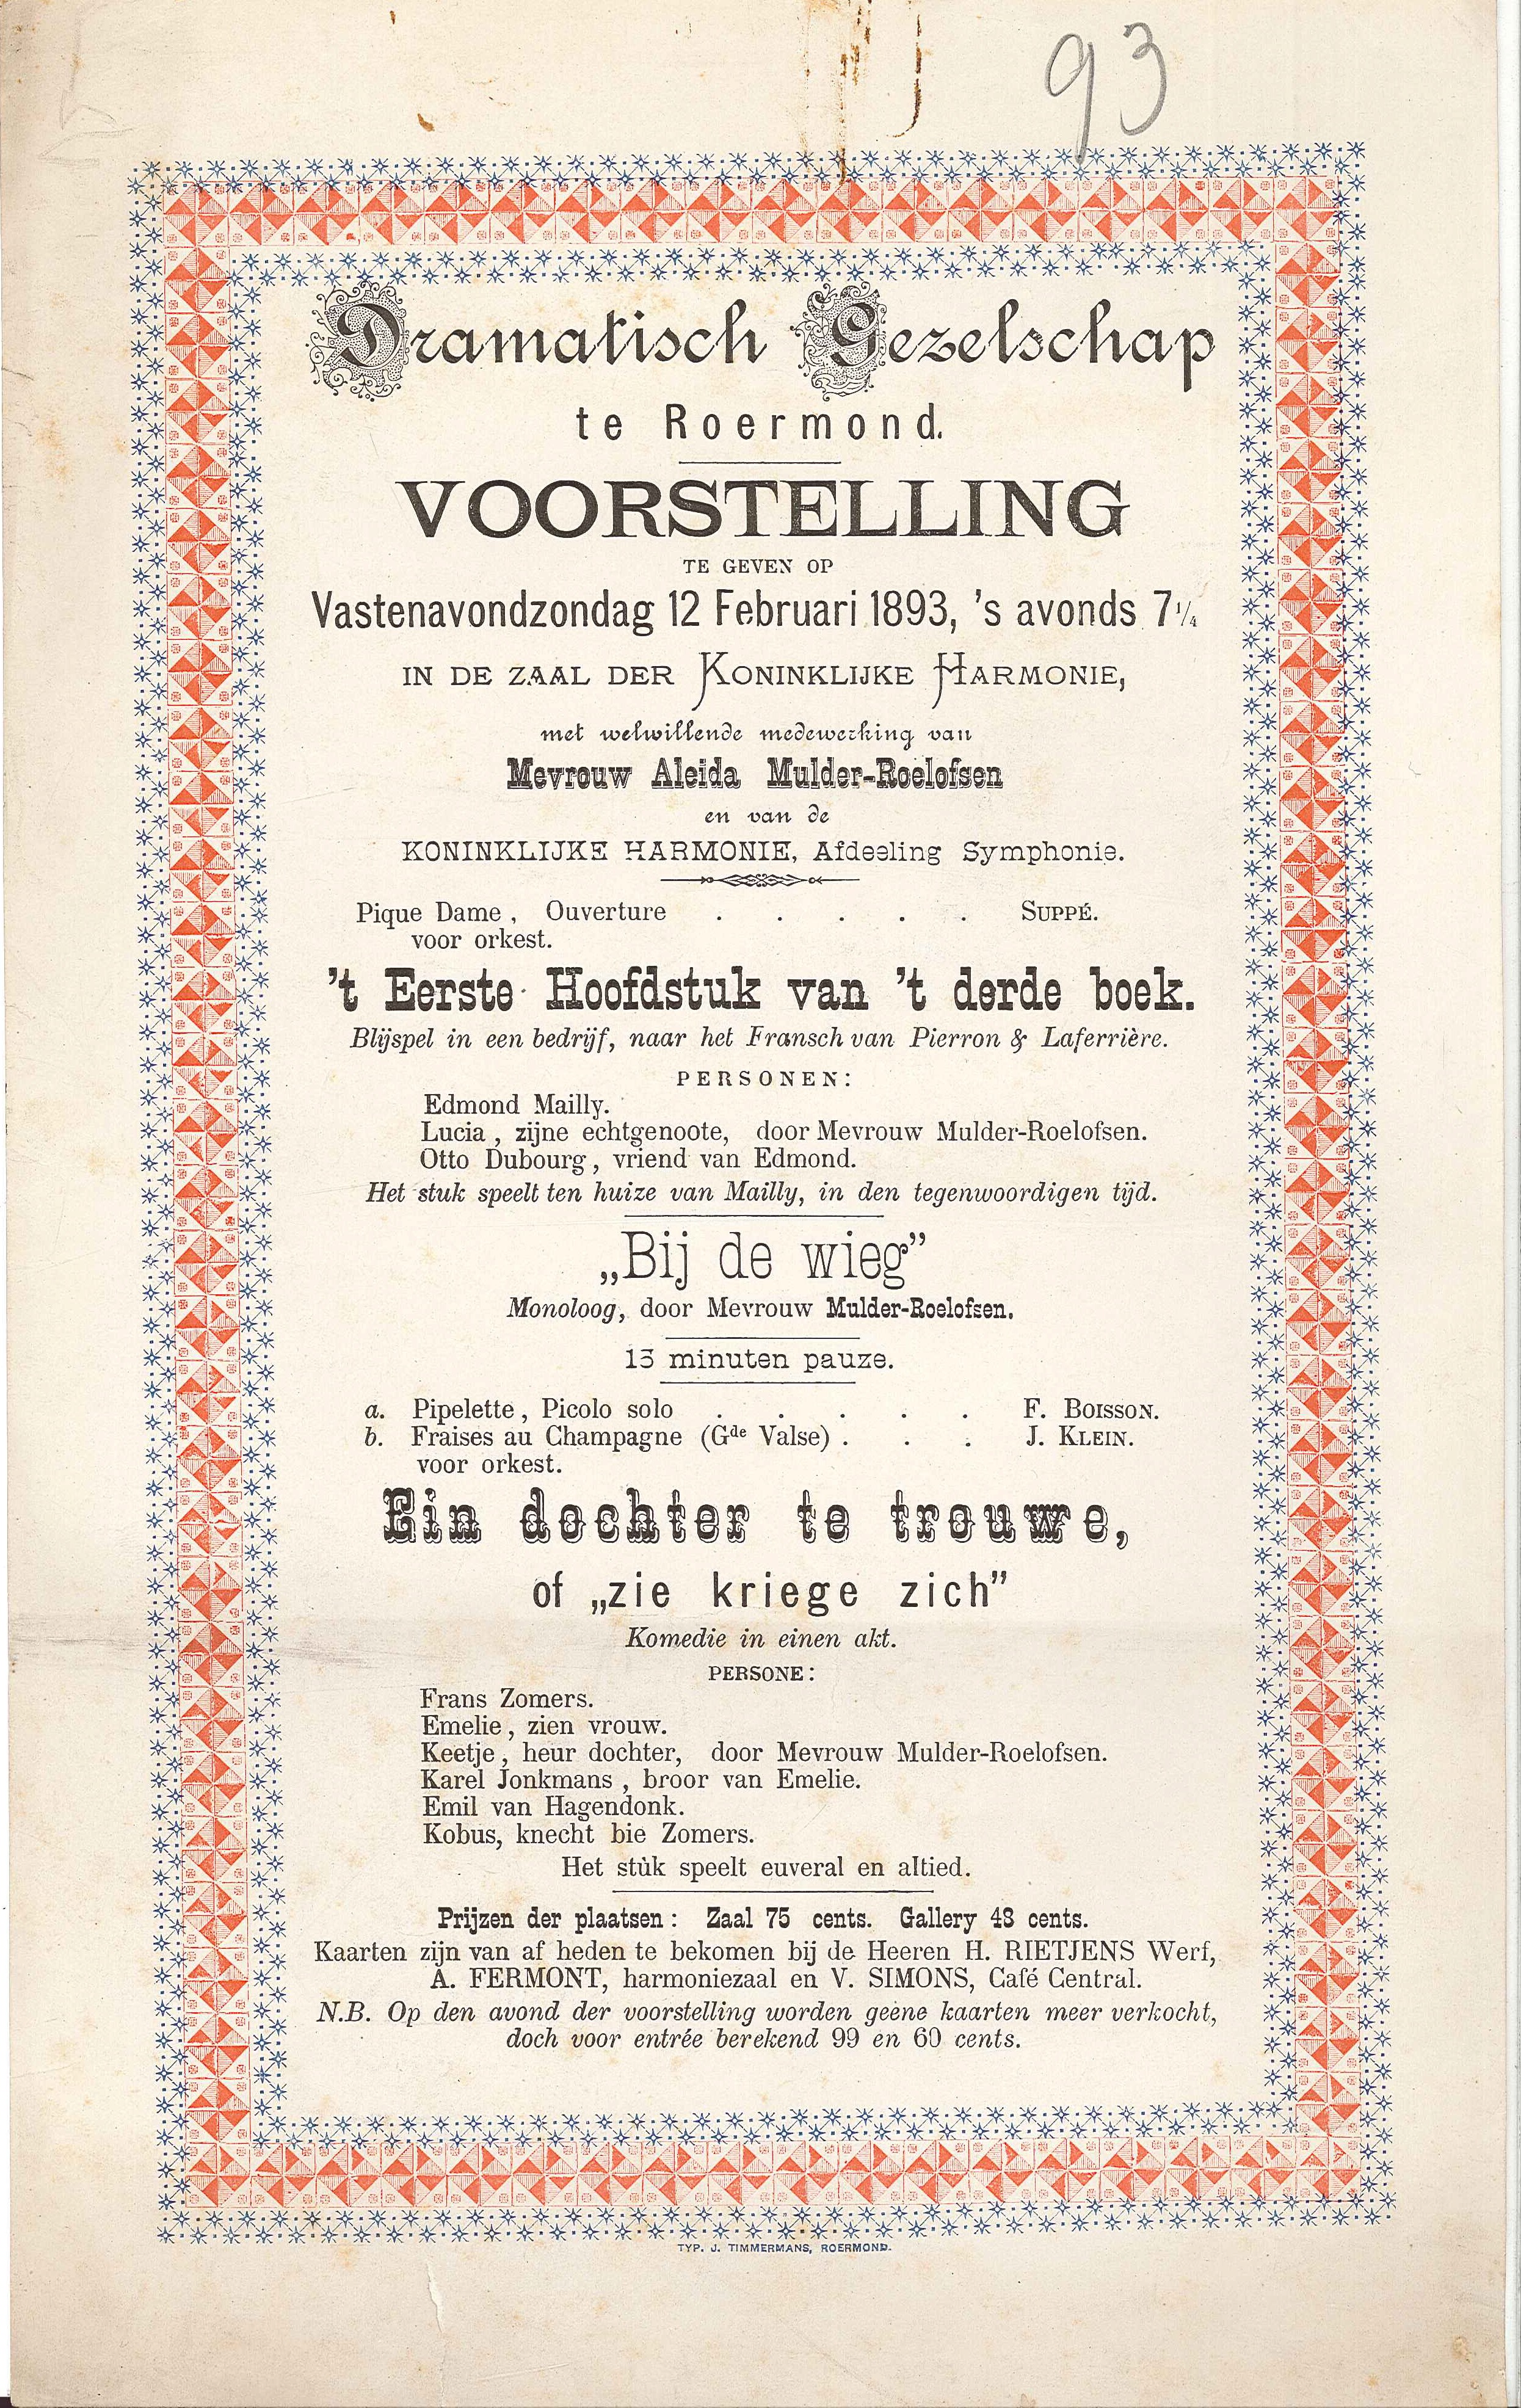 93
Dramatisch Gezelschap
te Roermond.
VOORSTELLING
TE GEVEN OP
Vastenavondzondag 12 Februari 1893, 's avonds 7 1/4
IN DE ZAAL DER KONINKLIJKE HARMONIE,
met welwillende medewerking van
Mevrouw Aleida Mulder-Roelofsen
en van de
KONINKLIJKE HARMONIE, Afdeeling Symphonie.
Pique Dame, Ouverture . . . . . SUPPÉ.
voor orkest.
't Eerste Hoofdstuk van 't derde boek.
Blijspel in een bedrijf, naar het Fransch van Pierron & Laferrière.
PERSONEN:
Edmond Mailly.
Lucia, zijne echtgenoote, door Mevrouw Mulder-Roelofsen.
Otto Dubourg, vriend van Edmond.
Het stuk speelt ten huize van Mailly, in den tegenwoordigen tijd.
„Bij de wieg”
Monoloog, door Mevrouw Mulder-Roelofsen.
15 minuten pauze.
a. Pipelette, Picolo solo . . . . . F. BOISSON.
b. Fraises au Champagne (Gde Valse) . . . J. KLEIN.
voor orkest.
Ein dochter te trouwe,
of „zie kriege zich”
Komedie in einen akt.
PERSONE:
Frans Zomers.
Emelie, zien vrouw.
Keetje, heur dochter, door Mevrouw Mulder-Roelofsen.
Karel Jonkmans, broor van Emelie.
Emil van Hagendonk.
Kobus, knecht bie Zomers.
Het stùk speelt euveral en altied.
Prijzen der plaatsen: Zaal 75 cents. Gallery 48 cents.
Kaarten zijn van af heden te bekomen bij de Heeren H. RIETJENS Werf,
A. FERMONT, harmoniezaal en V. SIMONS, Café Central.
N.B. Op den avond der voorstelling worden geene kaarten meer verkocht,
doch voor entrée berekend 99 en 60 cents.
TYP. J. TIMMERMANS, ROERMOND.